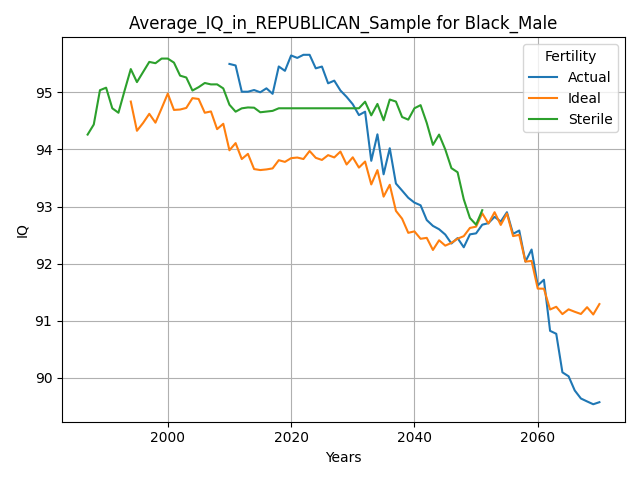 Average_IQ_in_REPUBLICAN_Sample for Black_Male
Fertility
Actual
Ideal
Sterile
IQ
95
94
93
92
91
90
2000 2020 2040 2060
Years